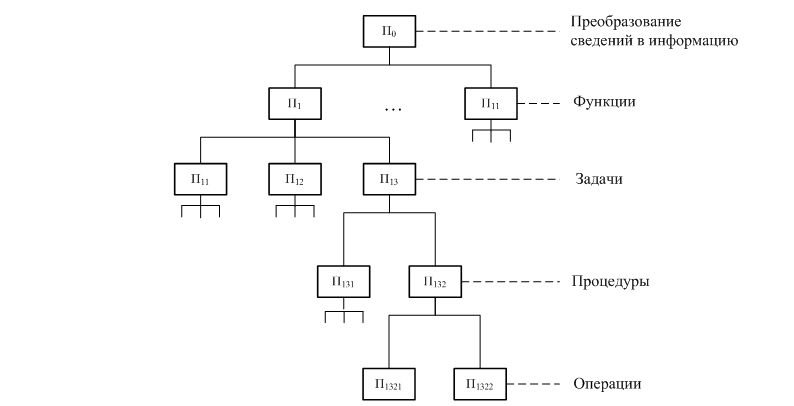 П0
Преобразование
сведений в информацию
П1
...
П11
Функции
П11
П12
П13
Задачи
П131
П132
Процедуры
П1321
П1322
Операции